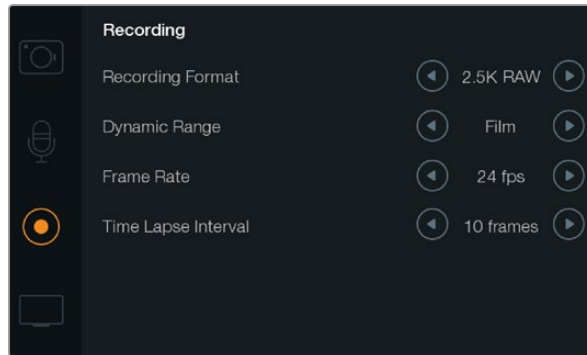 Recording
Recording Format 2.5K RAW
Dynamic Range Film
Frame Rate 24 fps
Time Lapse Interval 10 frames